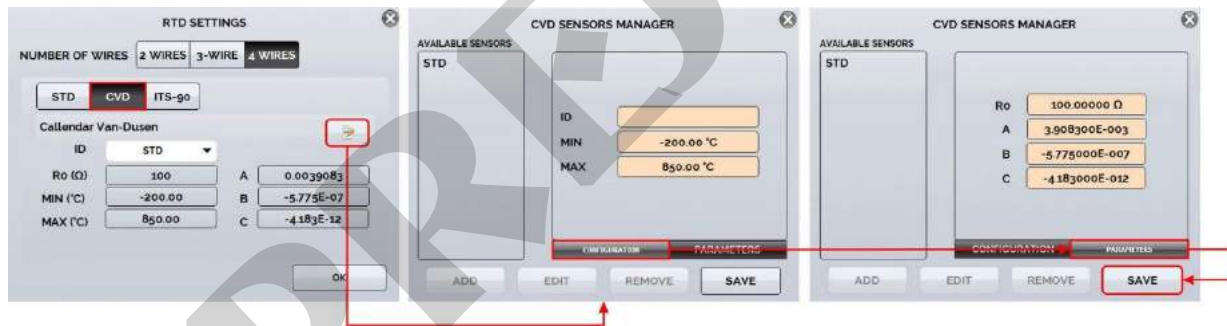 RTD SETTINGS
NUMBER OF WIRES 2 WIRES 3-WIRE 4 WIRES
STD CVD ITS-90
Callendar Van-Dusen
ID STD
Ro (Ω) 100 A 0.0039083
MIN (°C) -200.00 B -5.775E-07
MAX (°C) 850.00 C -4.183E-12
OK
CVD SENSORS MANAGER
AVAILABLE SENSORS
STD
ID
MIN -200.00 °C
MAX 850.00 °C
CONFIGURATION PARAMETERS
ADD EDIT REMOVE SAVE
CVD SENSORS MANAGER
AVAILABLE SENSORS
STD
Ro 100.00000 Ω
A 3.908300E-003
B -5.775000E-007
C -4.183000E-012
CONFIGURATION PARAMETERS
ADD EDIT REMOVE SAVE